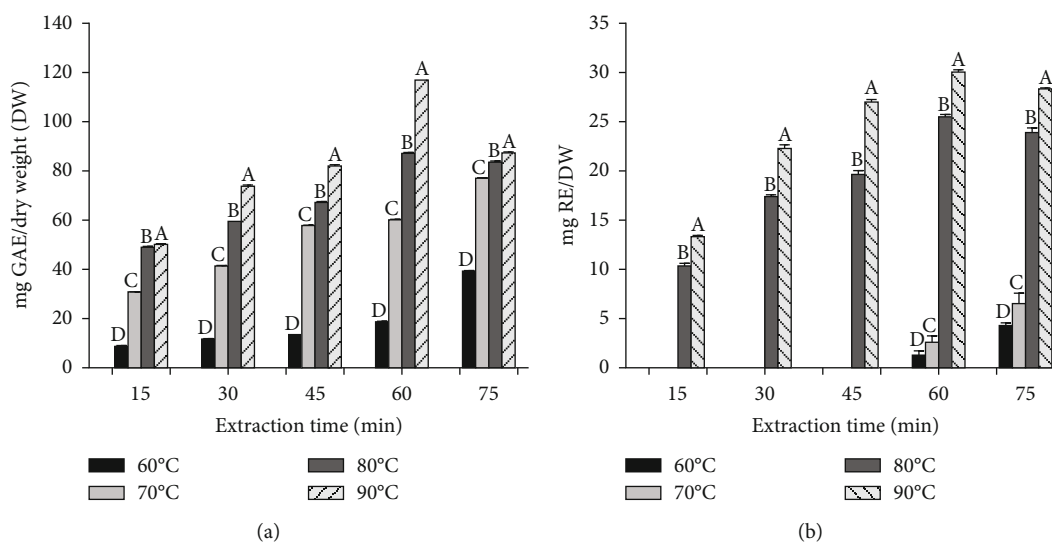 140
120
100
80
60
40
20
0
mg GAE/dry weight (DW)
D C B A
D C B A
D C B A
D C B A
D C B A
15 30 45 60 75
Extraction time (min)
60°C 80°C
70°C 90°C
(a)
35
30
25
20
15
10
5
0
mg RE/DW
B A
B A
B A
D C B A
D C B A
15 30 45 60 75
Extraction time (min)
60°C 80°C
70°C 90°C
(b)